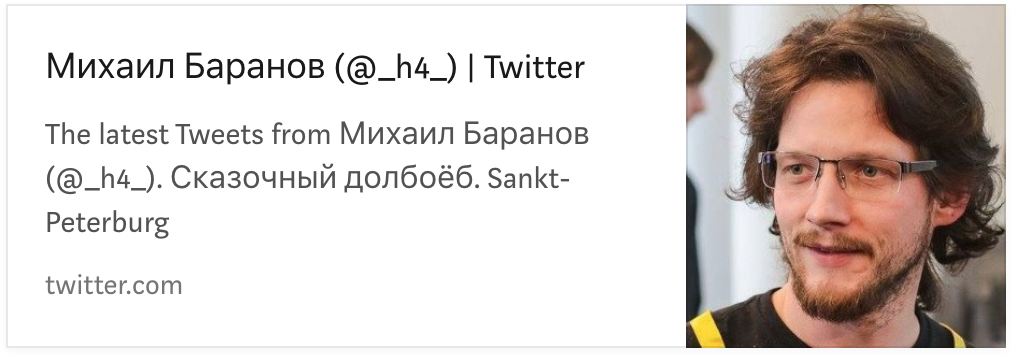 Михаил Баранов (@_h4_) | Twitter
The latest Tweets from Михаил Баранов
(@_h4_). Сказочный долбоёб. Sankt-
Peterburg
twitter.com